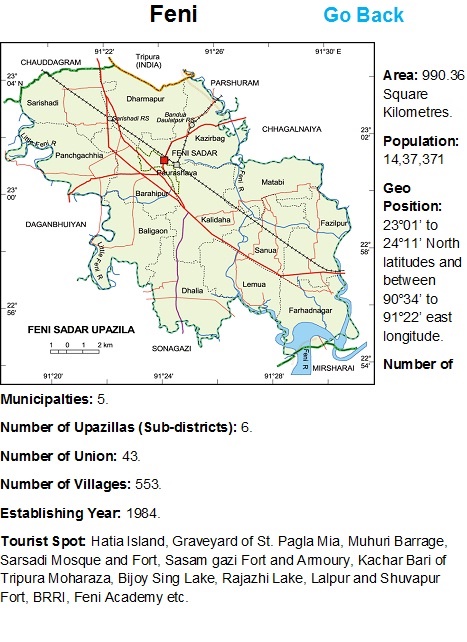 Feni
Go Back
91°22'
91°26'
91°30' E
CHAUDDAGRAM
Tripura
(INDIA)
23°
04'
N
PARSHURAM
Sarishadi
Dharmapur
Bandua
Daulatpur RS
Sarishadi RS
CHHAGALNAIYA
23°
02'
Kazirbag
Little Feni R
Panchgachhia
FENI SADAR
Paurashava
Feni R
Matabi
23°
00'
Barahipur
Kalidaha
Fazilpur
DAGANBHUIYAN
Baligaon
22°
58'
Sanua
Little Feni R
Lemua
Dhalia
22°
56'
Farhadnagar
FENI SADAR UPAZILA
1 0 1 2 km
SONAGAZI
Feni R
MIRSHARAI
22°
54'
91°20'
91°24'
91°28'
Area: 990.36
Square
Kilometres.
Population:
14,37,371
Geo
Position:
23°01' to
24°11' North
latitudes and
between
90°34' to
91°22' east
longitude.
Number of
Municipalties: 5.
Number of Upazillas (Sub-districts): 6.
Number of Union: 43.
Number of Villages: 553.
Establishing Year: 1984.
Tourist Spot: Hatia Island, Graveyard of St. Pagla Mia, Muhuri Barrage,
Sarsadi Mosque and Fort, Sasam gazi Fort and Armoury, Kachar Bari of
Tripura Moharaza, Bijoy Sing Lake, Rajazhi Lake, Lalpur and Shuvapur
Fort, BRRI, Feni Academy etc.